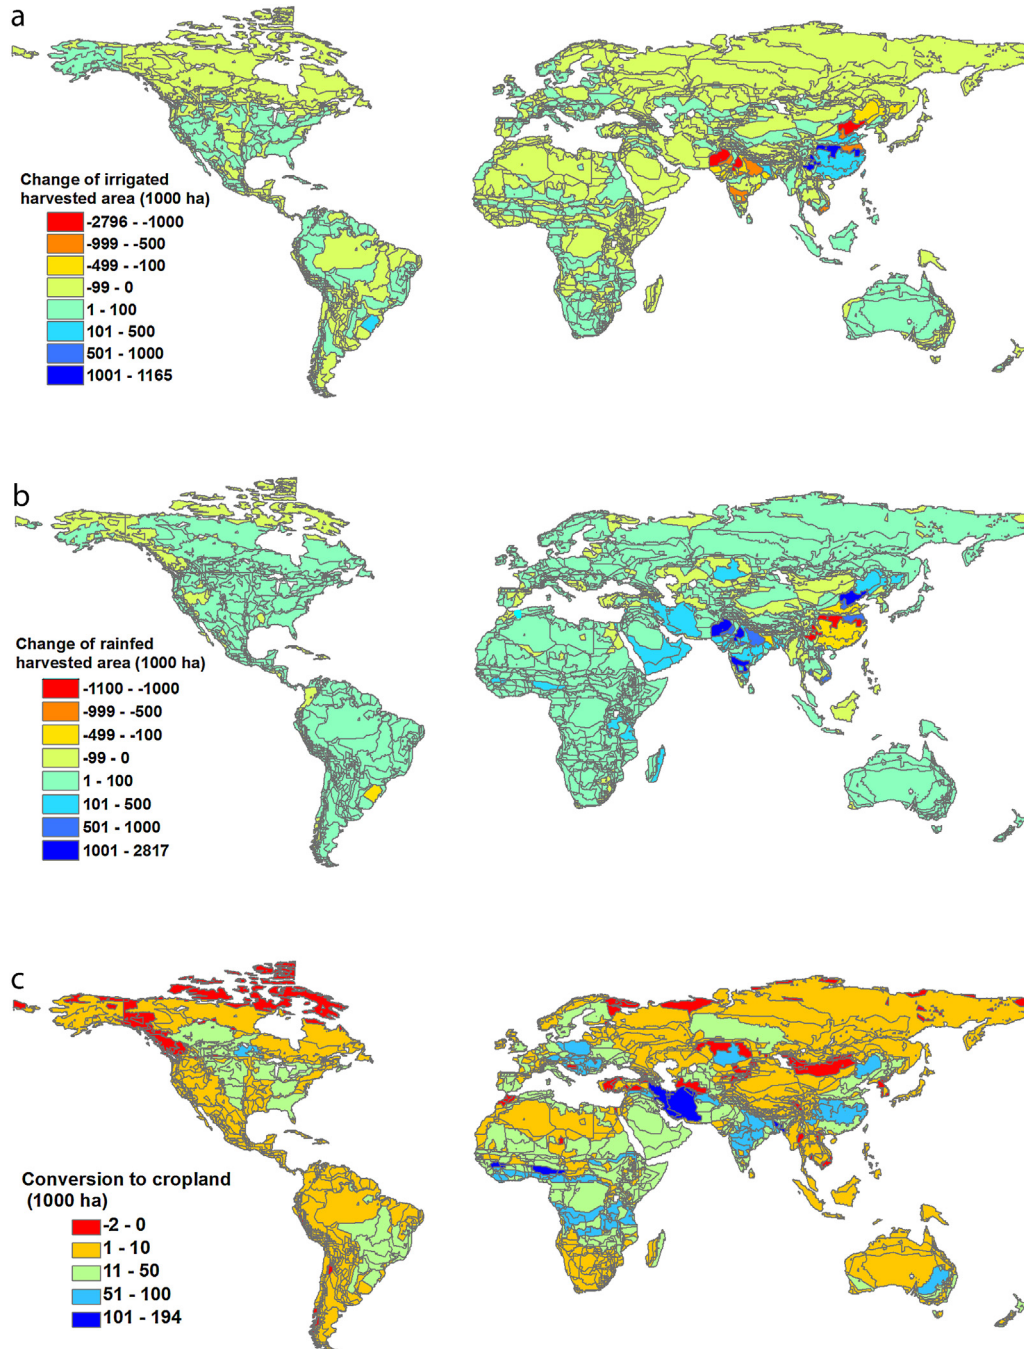 a
Change of irrigated
harvested area (1000 ha)
-2796 - -1000
-999 - -500
-499 - -100
-99 - 0
1 - 100
101 - 500
501 - 1000
1001 - 1165
b
Change of rainfed
harvested area (1000 ha)
-1100 - -1000
-999 - -500
-499 - -100
-99 - 0
1 - 100
101 - 500
501 - 1000
1001 - 2817
c
Conversion to cropland
(1000 ha)
-2 - 0
1 - 10
11 - 50
51 - 100
101 - 194